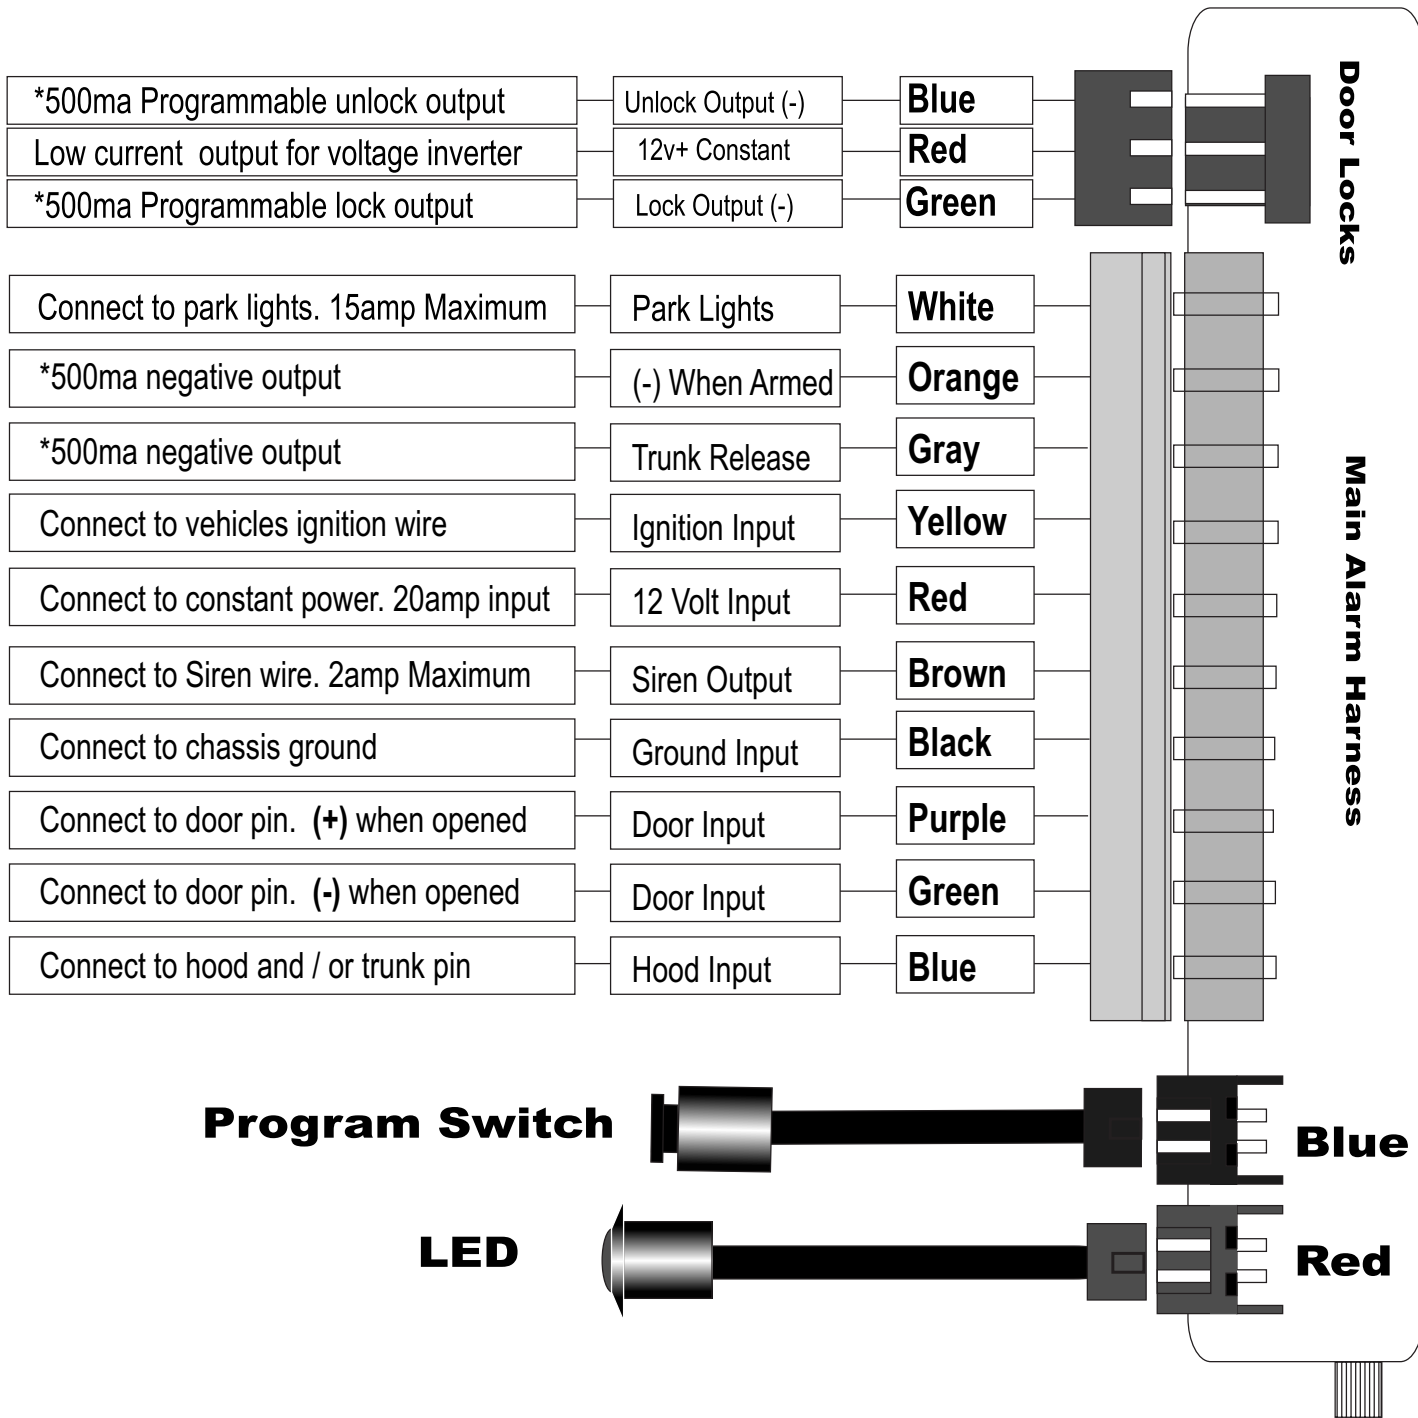 *500ma Programmable unlock output Unlock Output (-) Blue
Low current output for voltage inverter 12v+ Constant Red
*500ma Programmable lock output Lock Output (-) Green
Door Locks
Connect to park lights. 15amp Maximum Park Lights White
*500ma negative output (-) When Armed Orange
*500ma negative output Trunk Release Gray
Connect to vehicles ignition wire Ignition Input Yellow
Connect to constant power. 20amp input 12 Volt Input Red
Connect to Siren wire. 2amp Maximum Siren Output Brown
Connect to chassis ground Ground Input Black
Connect to door pin. (+) when opened Door Input Purple
Connect to door pin. (-) when opened Door Input Green
Connect to hood and / or trunk pin Hood Input Blue
Main Alarm Harness
Program Switch Blue
LED Red